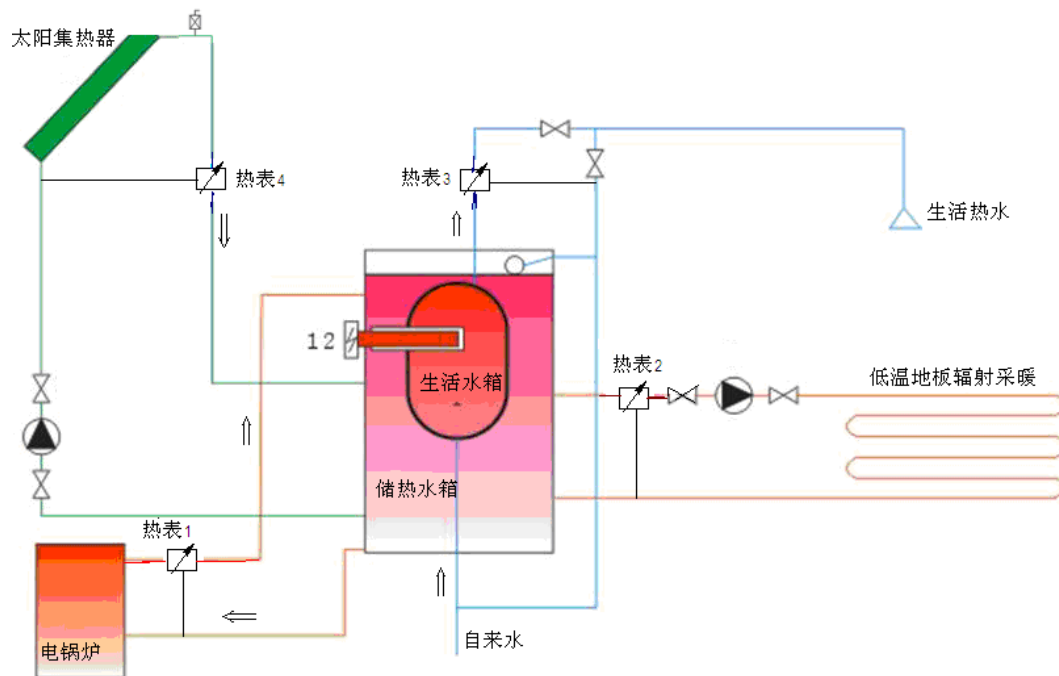 太阳集热器
热表4
热表3
生活热水
12
生活水箱
热表2
低温地板辐射采暖
储热水箱
热表1
电锅炉
自来水